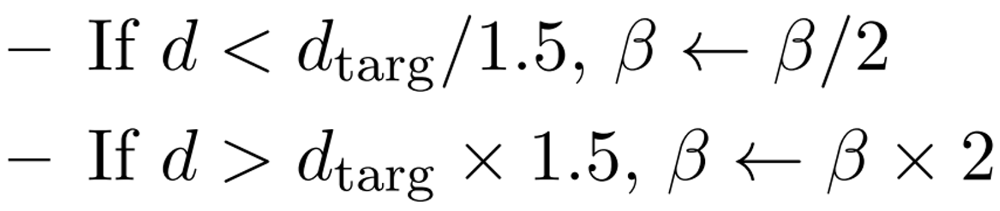 – If d < d_targ/1.5, β ← β/2
– If d > d_targ × 1.5, β ← β × 2